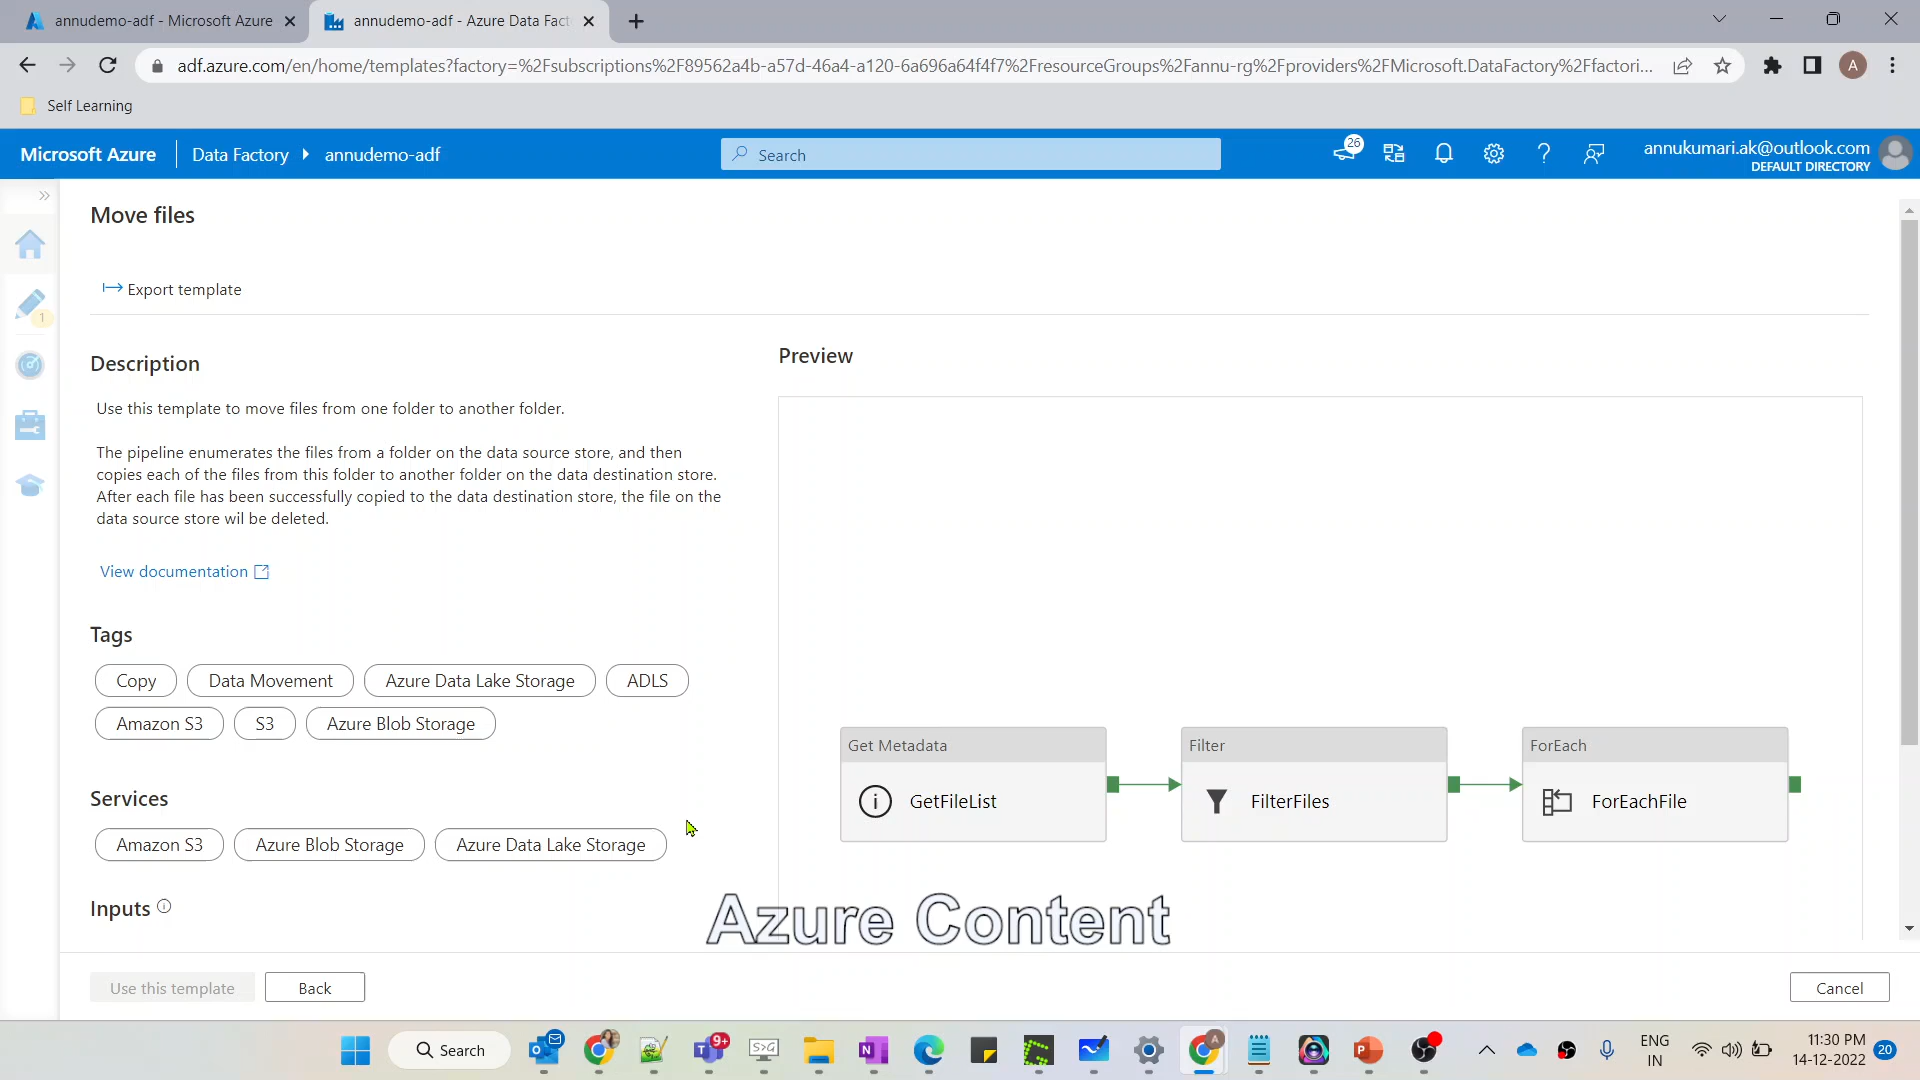 annudemo-adf - Microsoft Azure
annudemo-adf - Azure Data Fact
adf.azure.com/en/home/templates?factory=%2Fsubscriptions%2F89562a4b-a57d-46a4-a120-6a696a64f4f7%2FresourceGroups%2Fannu-rg%2Fproviders%2FMicrosoft.DataFactory%2Ffactori...
A
Self Learning
Microsoft Azure
Data Factory
annudemo-adf
Search
26
annukumari.ak@outlook.com
DEFAULT DIRECTORY
1
Move files
Export template
Description
Use this template to move files from one folder to another folder.
The pipeline enumerates the files from a folder on the data source store, and then
copies each of the files from this folder to another folder on the data destination store.
After each file has been successfully copied to the data destination store, the file on the
data source store wil be deleted.
View documentation
Tags
Copy
Data Movement
Azure Data Lake Storage
ADLS
Amazon S3
S3
Azure Blob Storage
Services
Amazon S3
Azure Blob Storage
Azure Data Lake Storage
Inputs
Preview
Get Metadata
GetFileList
Filter
FilterFiles
ForEach
ForEachFile
Azure Content
Use this template
Back
Cancel
Search
9+
S>G
A
ENG
IN
11:30 PM
14-12-2022
20